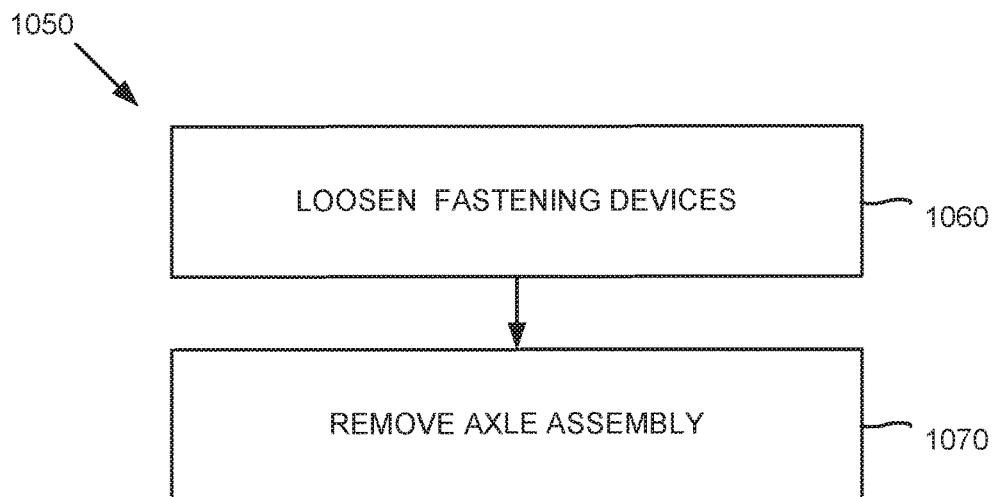 1050
LOOSEN FASTENING DEVICES
1060
REMOVE AXLE ASSEMBLY
1070